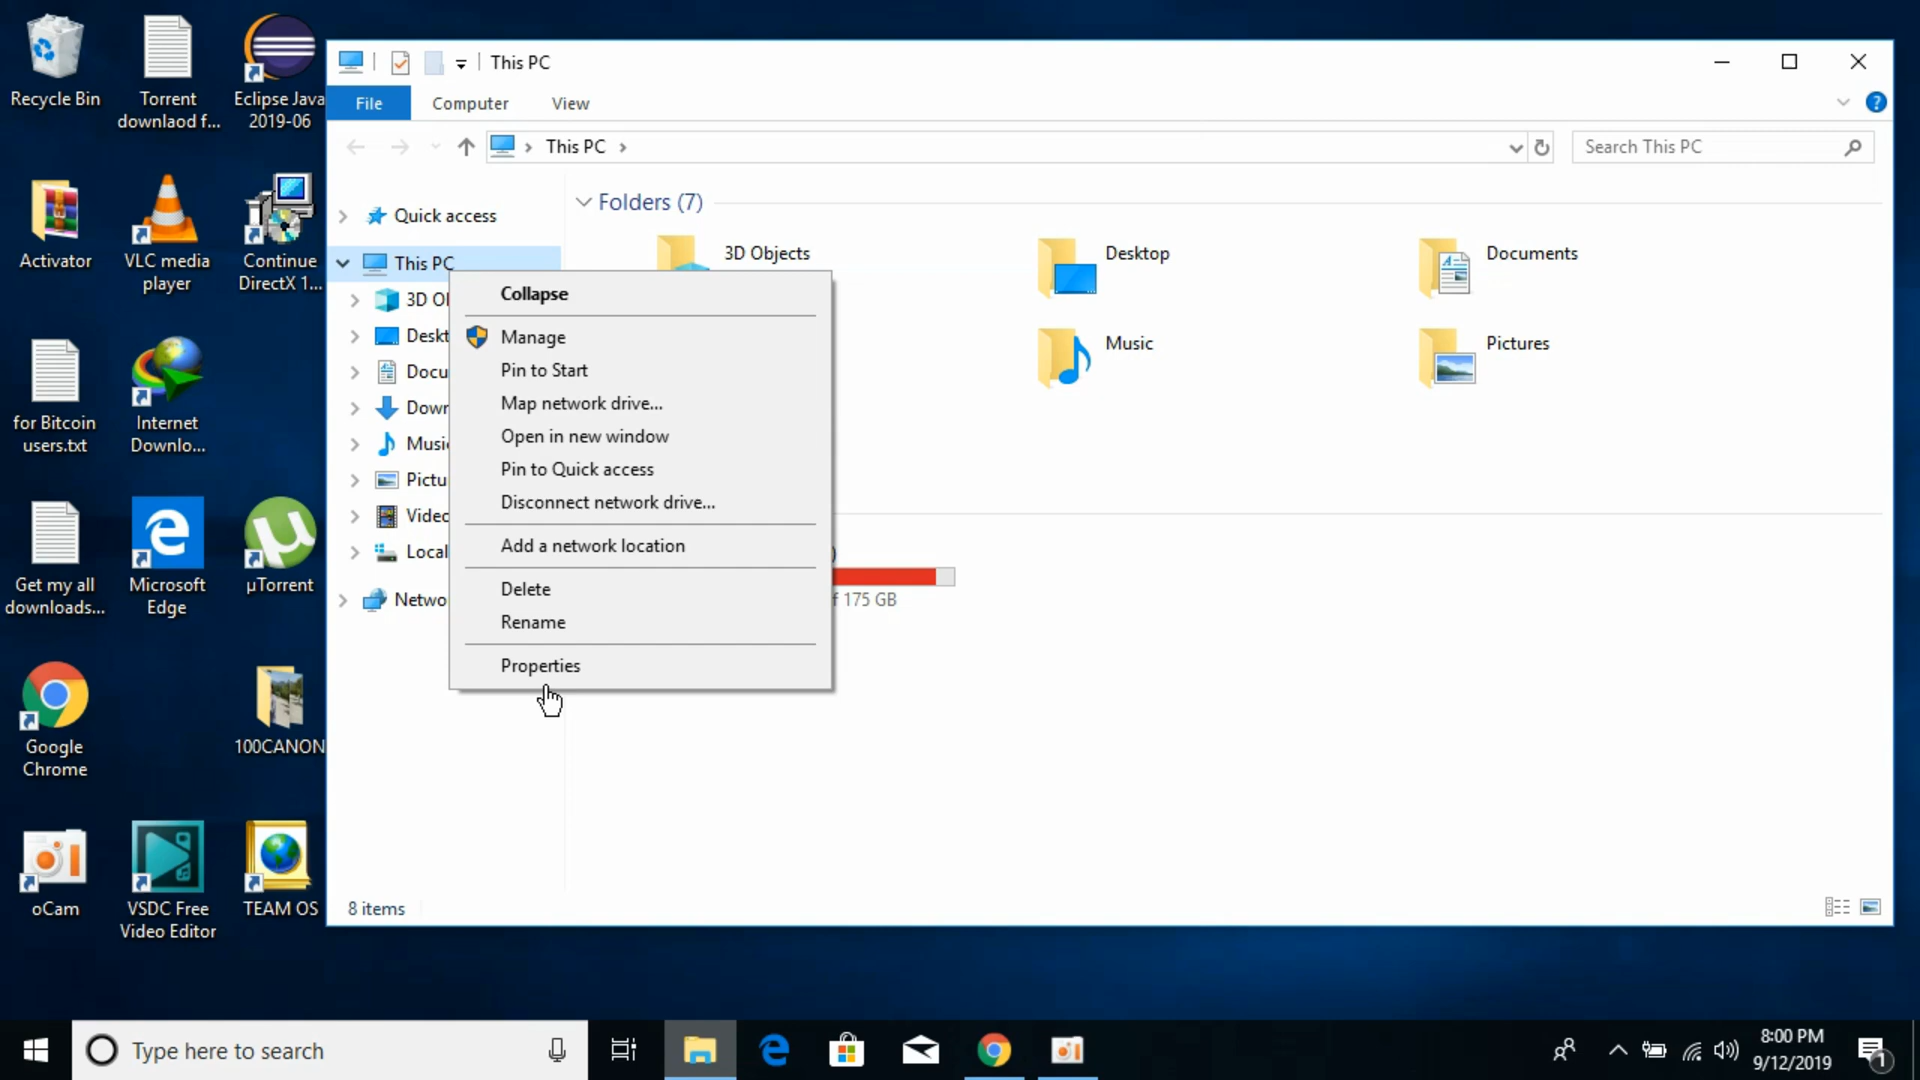 Recycle Bin
Torrent
downlaod f...
Eclipse Java
2019-06
Activator
VLC media
player
Continue
DirectX 1...
for Bitcoin
users.txt
Internet
Downlo...
Get my all
downloads...
Microsoft
Edge
µTorrent
Google
Chrome
100CANON
oCam
VSDC Free
Video Editor
TEAM OS
This PC
File
Computer
View
This PC
Search This PC
Quick access
This PC
3D O
Deskt
Docu
Down
Music
Pictu
Video
Local
Netwo
Folders (7)
3D Objects
Desktop
Documents
Music
Pictures
Collapse
Manage
Pin to Start
Map network drive...
Open in new window
Pin to Quick access
Disconnect network drive...
Add a network location
Delete
Rename
Properties
)
f 175 GB
8 items
Type here to search
8:00 PM
9/12/2019
1